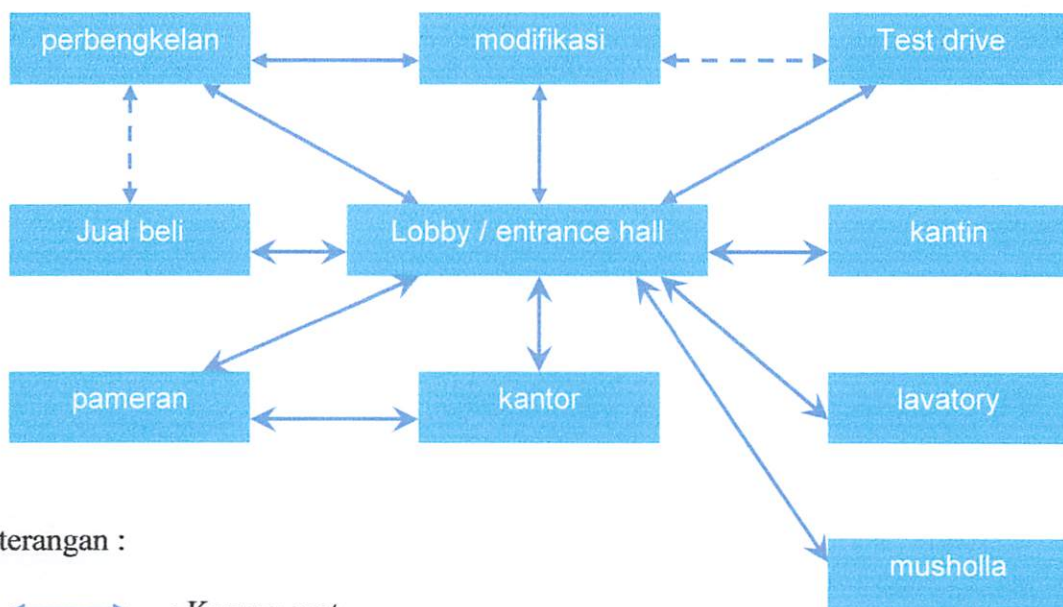 perbengkelan
modifikasi
Test drive
Jual beli
Lobby / entrance hall
kantin
pameran
kantor
lavatory
terangan :
musholla